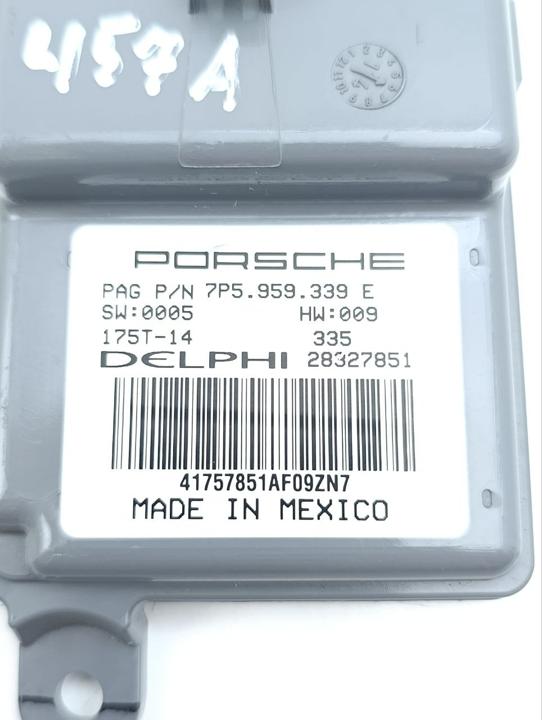 457A
PORSCHE
PAG P/N 7P5.959.339 E
SW:0005 HW:009
175T-14 335
DELPHI 28327851
41757851AF09ZN7
MADE IN MEXICO